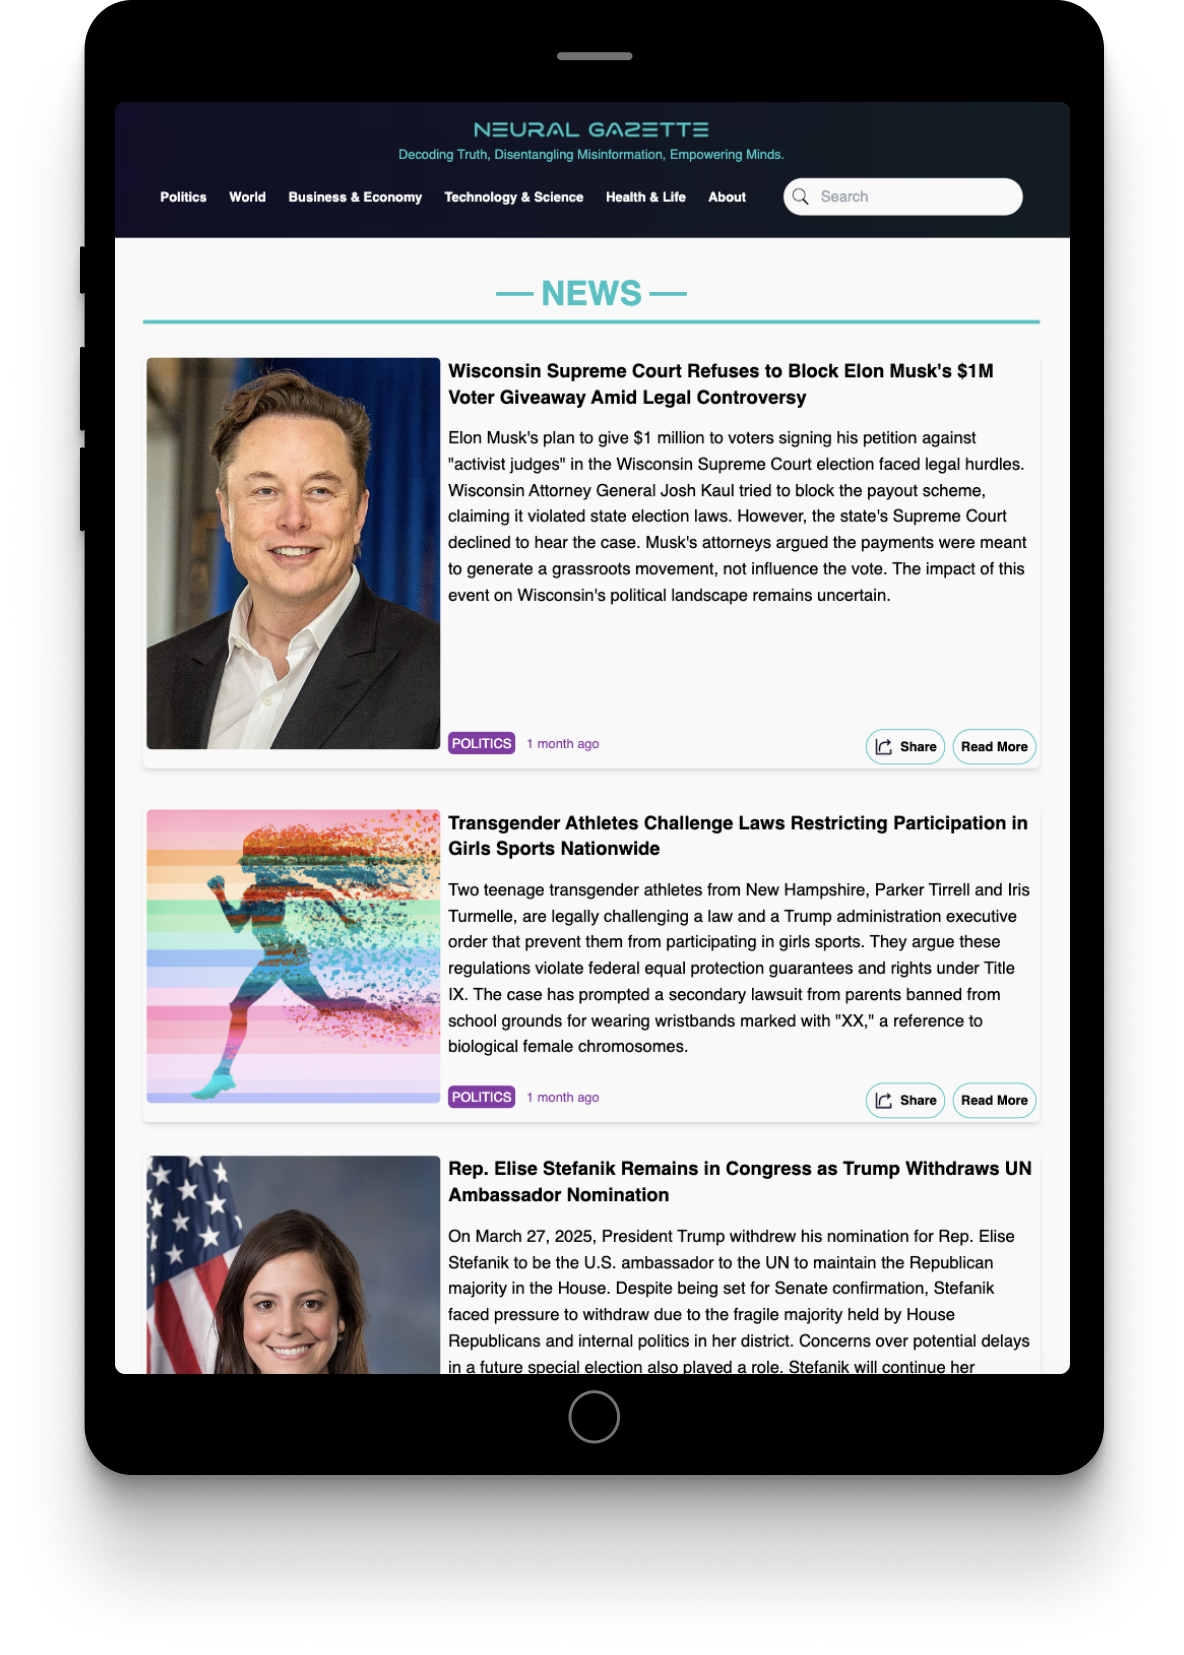 NEURAL GAZETTE
Decoding Truth, Disentangling Misinformation, Empowering Minds.
Politics World Business & Economy Technology & Science Health & Life About Search
NEWS
Wisconsin Supreme Court Refuses to Block Elon Musk's $1M
Voter Giveaway Amid Legal Controversy
Elon Musk's plan to give $1 million to voters signing his petition against
"activist judges" in the Wisconsin Supreme Court election faced legal hurdles.
Wisconsin Attorney General Josh Kaul tried to block the payout scheme,
claiming it violated state election laws. However, the state's Supreme Court
declined to hear the case. Musk's attorneys argued the payments were meant
to generate a grassroots movement, not influence the vote. The impact of this
event on Wisconsin's political landscape remains uncertain.
POLITICS 1 month ago Share Read More
Transgender Athletes Challenge Laws Restricting Participation in
Girls Sports Nationwide
Two teenage transgender athletes from New Hampshire, Parker Tirrell and Iris
Turmelle, are legally challenging a law and a Trump administration executive
order that prevent them from participating in girls sports. They argue these
regulations violate federal equal protection guarantees and rights under Title
IX. The case has prompted a secondary lawsuit from parents banned from
school grounds for wearing wristbands marked with "XX," a reference to
biological female chromosomes.
POLITICS 1 month ago Share Read More
Rep. Elise Stefanik Remains in Congress as Trump Withdraws UN
Ambassador Nomination
On March 27, 2025, President Trump withdrew his nomination for Rep. Elise
Stefanik to be the U.S. ambassador to the UN to maintain the Republican
majority in the House. Despite being set for Senate confirmation, Stefanik
faced pressure to withdraw due to the fragile majority held by House
Republicans and internal politics in her district. Concerns over potential delays
in a future special election also played a role. Stefanik will continue her